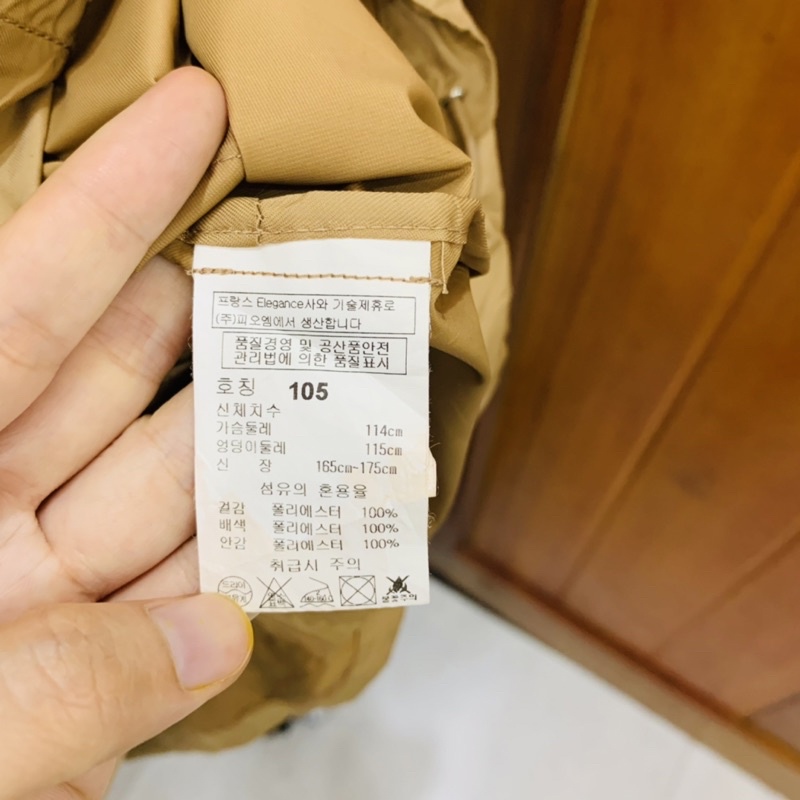 프랑스 Elegance사와 기술제휴로
(주)피오엠에서 생산합니다
품질경영 및 공산품안전
관리법에 의한 품질표시
호칭 105
신체치수
가슴둘레 114cm
엉덩이둘레 115cm
신 장 165cm~175cm
섬유의 혼용율
겉감 폴리에스터 100%
배색 폴리에스터 100%
안감 폴리에스터 100%
취급시 주의
드라이